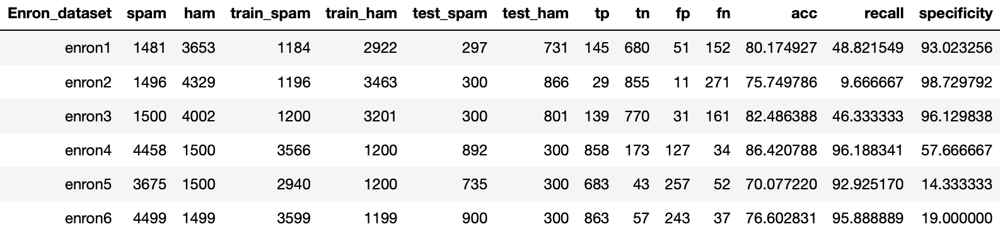 Enron_dataset spam ham train_spam train_ham test_spam test_ham tp tn fp fn acc recall specificity
enron1 1481 3653 1184 2922 297 731 145 680 51 152 80.174927 48.821549 93.023256
enron2 1496 4329 1196 3463 300 866 29 855 11 271 75.749786 9.666667 98.729792
enron3 1500 4002 1200 3201 300 801 139 770 31 161 82.486388 46.333333 96.129838
enron4 4458 1500 3566 1200 892 300 858 173 127 34 86.420788 96.188341 57.666667
enron5 3675 1500 2940 1200 735 300 683 43 257 52 70.077220 92.925170 14.333333
enron6 4499 1499 3599 1199 900 300 863 57 243 37 76.602831 95.888889 19.000000